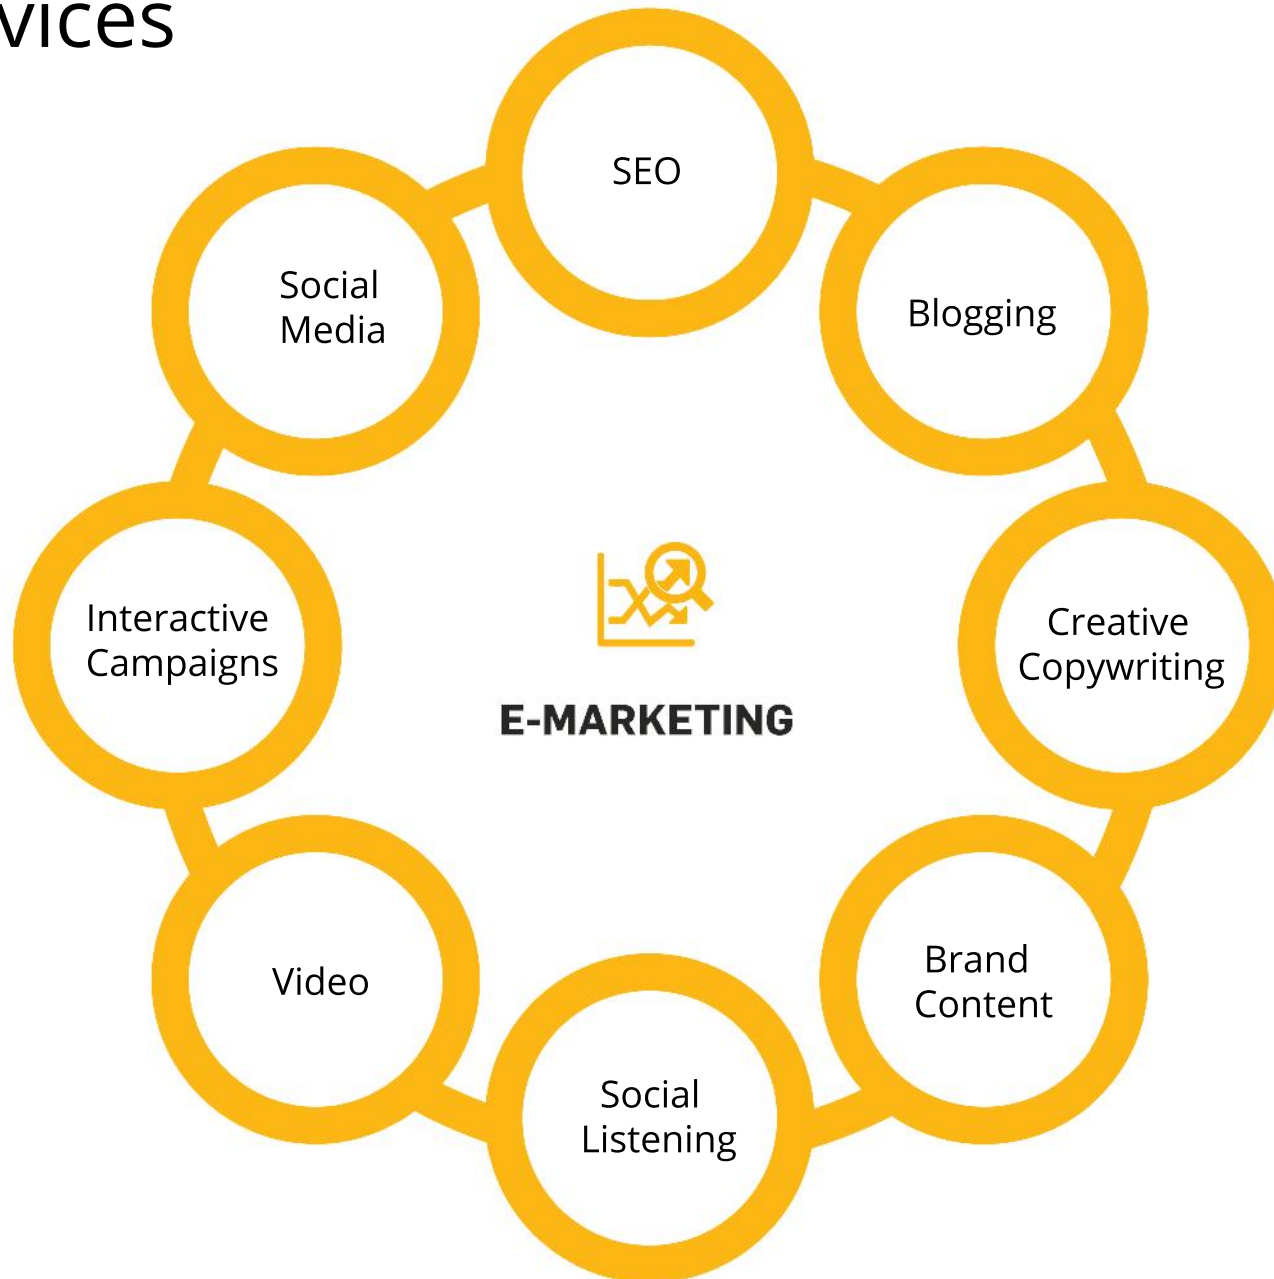 vices
SEO
Social
Media
Blogging
Interactive
Campaigns
Creative
Copywriting
E-MARKETING
Video
Brand
Content
Social
Listening